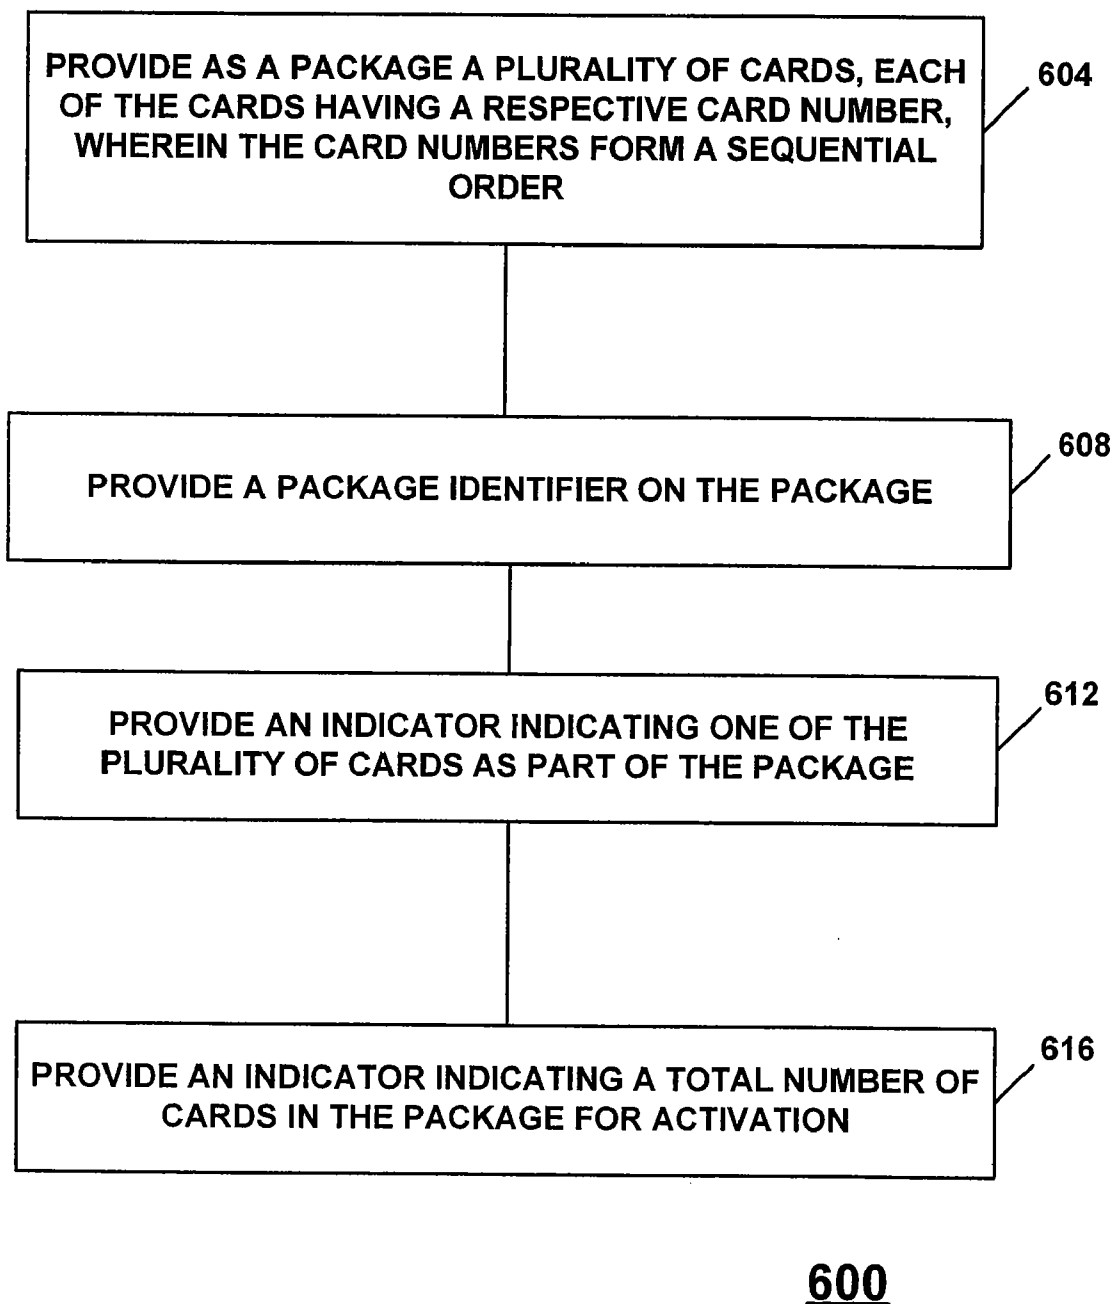 PROVIDE AS A PACKAGE A PLURALITY OF CARDS, EACH
OF THE CARDS HAVING A RESPECTIVE CARD NUMBER,
WHEREIN THE CARD NUMBERS FORM A SEQUENTIAL
ORDER
604
PROVIDE A PACKAGE IDENTIFIER ON THE PACKAGE
608
PROVIDE AN INDICATOR INDICATING ONE OF THE
PLURALITY OF CARDS AS PART OF THE PACKAGE
612
PROVIDE AN INDICATOR INDICATING A TOTAL NUMBER OF
CARDS IN THE PACKAGE FOR ACTIVATION
616
600